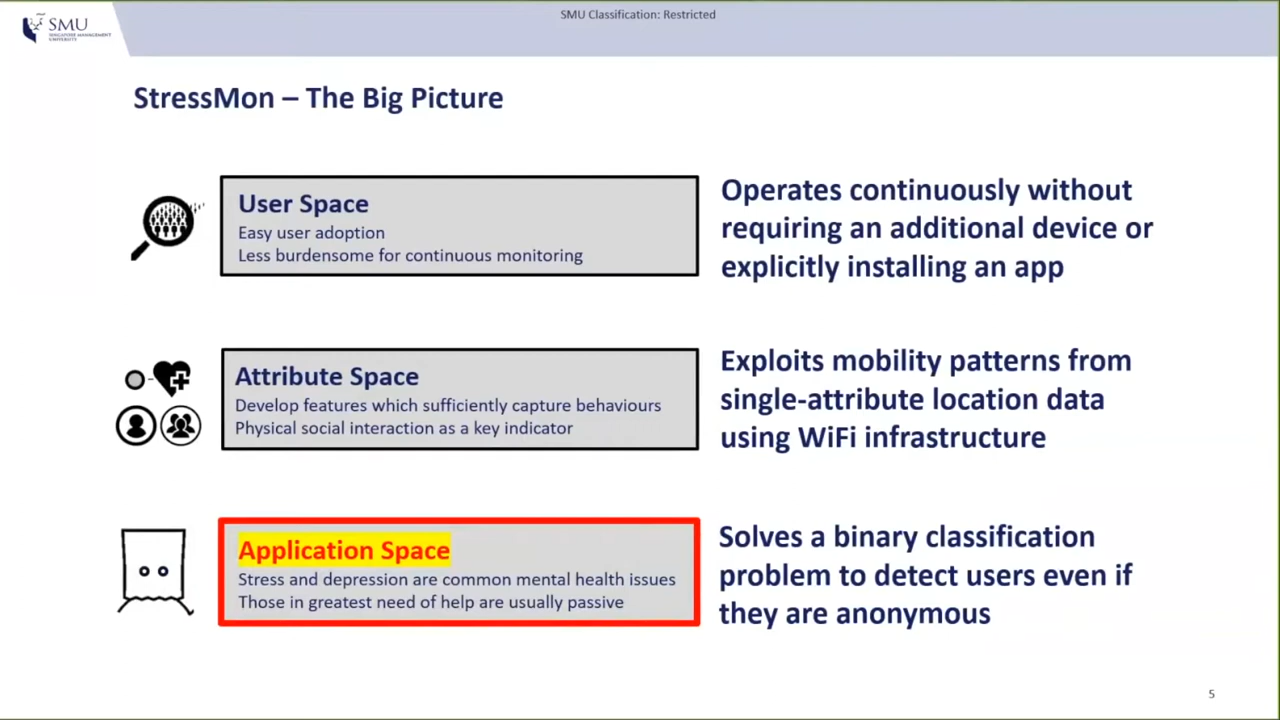 SMU Classification: Restricted
SMU
SINGAPORE MANAGEMENT
UNIVERSITY
StressMon – The Big Picture
User Space
Easy user adoption
Less burdensome for continuous monitoring
Operates continuously without
requiring an additional device or
explicitly installing an app
Attribute Space
Develop features which sufficiently capture behaviours
Physical social interaction as a key indicator
Exploits mobility patterns from
single-attribute location data
using WiFi infrastructure
Application Space
Stress and depression are common mental health issues
Those in greatest need of help are usually passive
Solves a binary classification
problem to detect users even if
they are anonymous
5